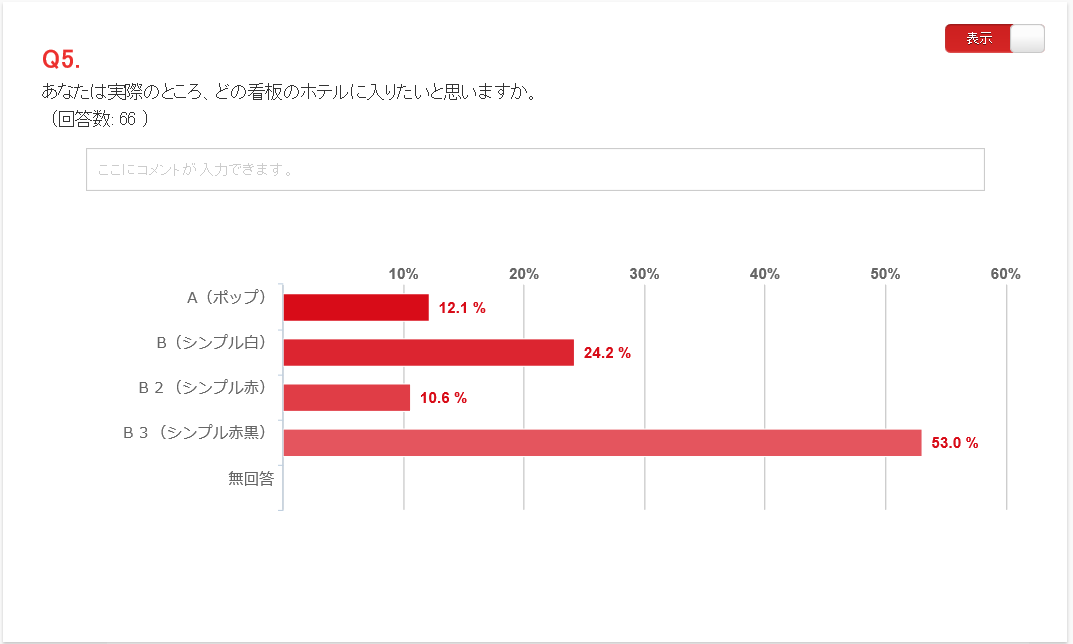 表示
Q5.
あなたは実際のところ、どの看板のホテルに入りたいと思いますか。
（回答数: 66 ）
ここにコメントが入力できます。
10% 20% 30% 40% 50% 60%
A（ポップ） 12.1 %
B（シンプル白） 24.2 %
B２（シンプル赤） 10.6 %
B３（シンプル赤黒） 53.0 %
無回答